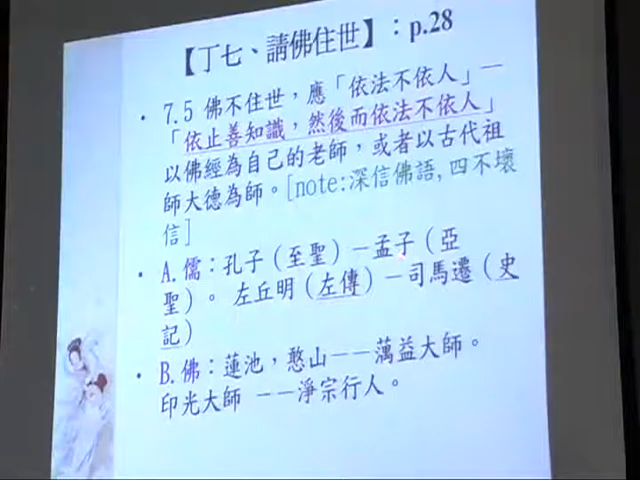 【丁七、請佛住世】：p.28
• 7.5 佛不住世，應「依法不依人」—
「依止善知識，然後而依法不依人」
以佛經為自己的老師，或者以古代祖
師大德為師。[note:深信佛語, 四不壞
信]
• A.儒：孔子（至聖）—孟子（亞
聖）。 左丘明（左傳）—司馬遷（史
記）
• B.佛：蓮池，憨山——蕅益大師。
印光大師 ——淨宗行人。